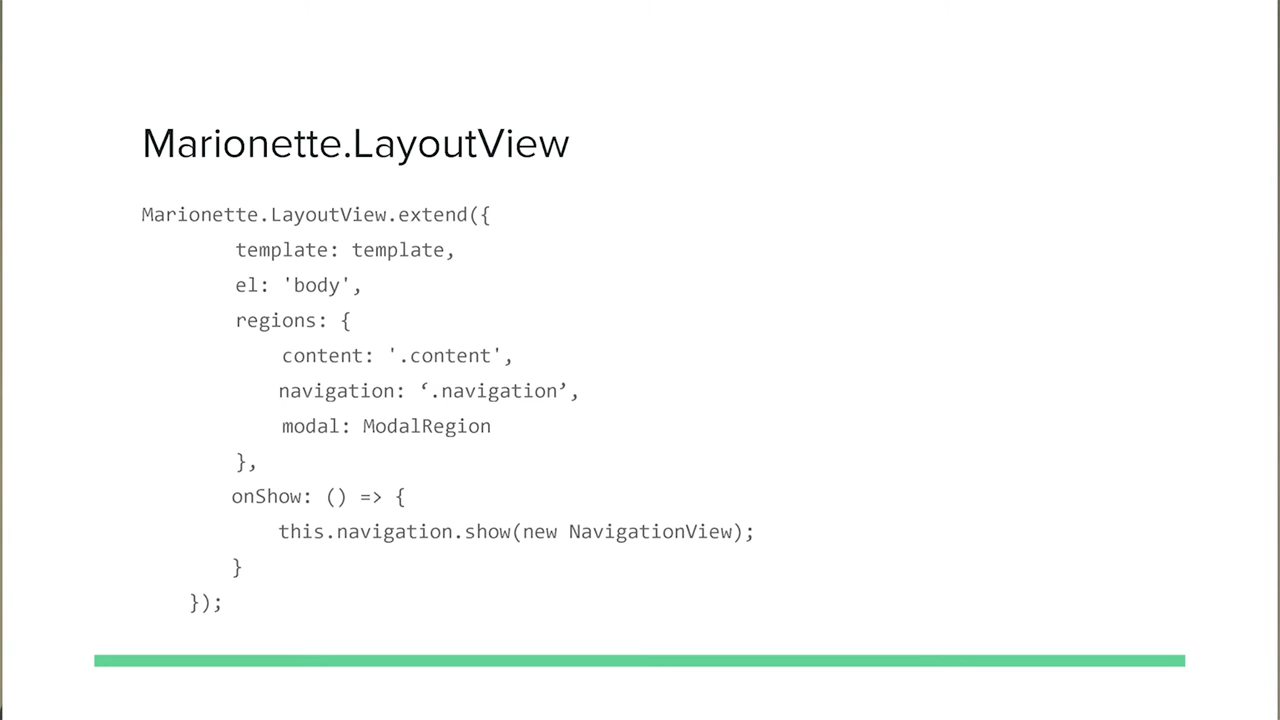 Marionette.LayoutView
Marionette.LayoutView.extend({
template: template,
el: 'body',
regions: {
content: '.content',
navigation: ‘.navigation’,
modal: ModalRegion
},
onShow: () => {
this.navigation.show(new NavigationView);
}
});